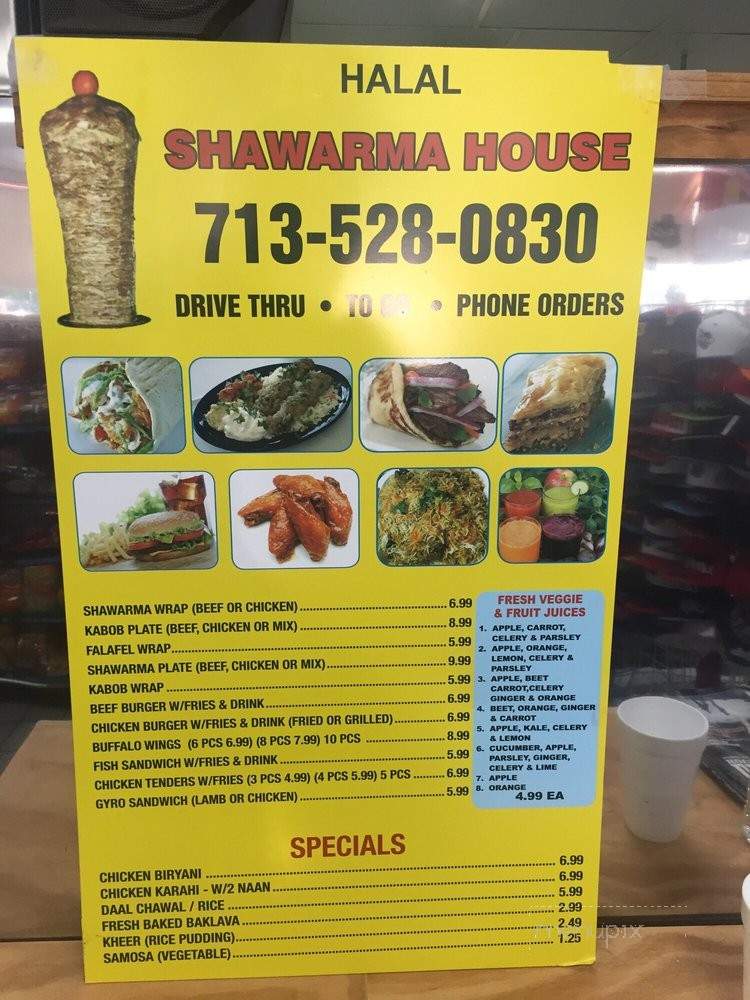 HALAL
SHAWARMA HOUSE
713-528-0830
DRIVE THRU • TO GO • PHONE ORDERS
SHAWARMA WRAP (BEEF OR CHICKEN) 6.99
KABOB PLATE (BEEF, CHICKEN OR MIX) 8.99
FALAFEL WRAP 5.99
SHAWARMA PLATE (BEEF, CHICKEN OR MIX) 9.99
KABOB WRAP 5.99
BEEF BURGER W/FRIES & DRINK 6.99
CHICKEN BURGER W/FRIES & DRINK (FRIED OR GRILLED) 6.99
BUFFALO WINGS (6 PCS 6.99) (8 PCS 7.99) 10 PCS 8.99
FISH SANDWICH W/FRIES & DRINK 5.99
CHICKEN TENDERS W/FRIES (3 PCS 4.99) (4 PCS 5.99) 5 PCS 6.99
GYRO SANDWICH (LAMB OR CHICKEN) 5.99
FRESH VEGGIE
& FRUIT JUICES
1. APPLE, CARROT,
CELERY & PARSLEY
2. APPLE, ORANGE,
LEMON, CELERY &
PARSLEY
3. APPLE, BEET
CARROT,CELERY
GINGER & ORANGE
4. BEET, ORANGE, GINGER
& CARROT
5. APPLE, KALE, CELERY
& LEMON
6. CUCUMBER, APPLE,
PARSLEY, GINGER,
CELERY & LIME
7. APPLE
8. ORANGE
4.99 EA
SPECIALS
CHICKEN BIRYANI 6.99
CHICKEN KARAHI - W/2 NAAN 6.99
DAAL CHAWAL / RICE 5.99
FRESH BAKED BAKLAVA 2.99
KHEER (RICE PUDDING) 2.49
SAMOSA (VEGETABLE) 1.25